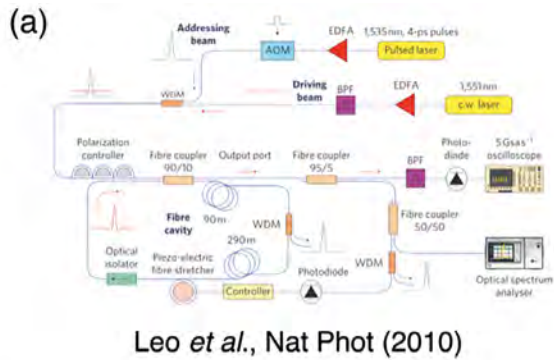 (a)
Addressing
beam
AOM
EDFA
1,535 nm, 4-ps pulses
Pulsed laser
WDM
Driving
beam
BPF
EDFA
1,551 nm
c.w. laser
Polarization
controller
Fibre coupler
90/10
Output port
Fibre coupler
95/5
BPF
Photo-
diode
5 Gsa s⁻¹
oscilloscope
90 m
Fibre
cavity
WDM
Fibre coupler
50/50
290 m
Optical
isolator
Piezo-electric
fibre stretcher
Controller
Photodiode
WDM
Optical spectrum
analyser
Leo et al., Nat Phot (2010)